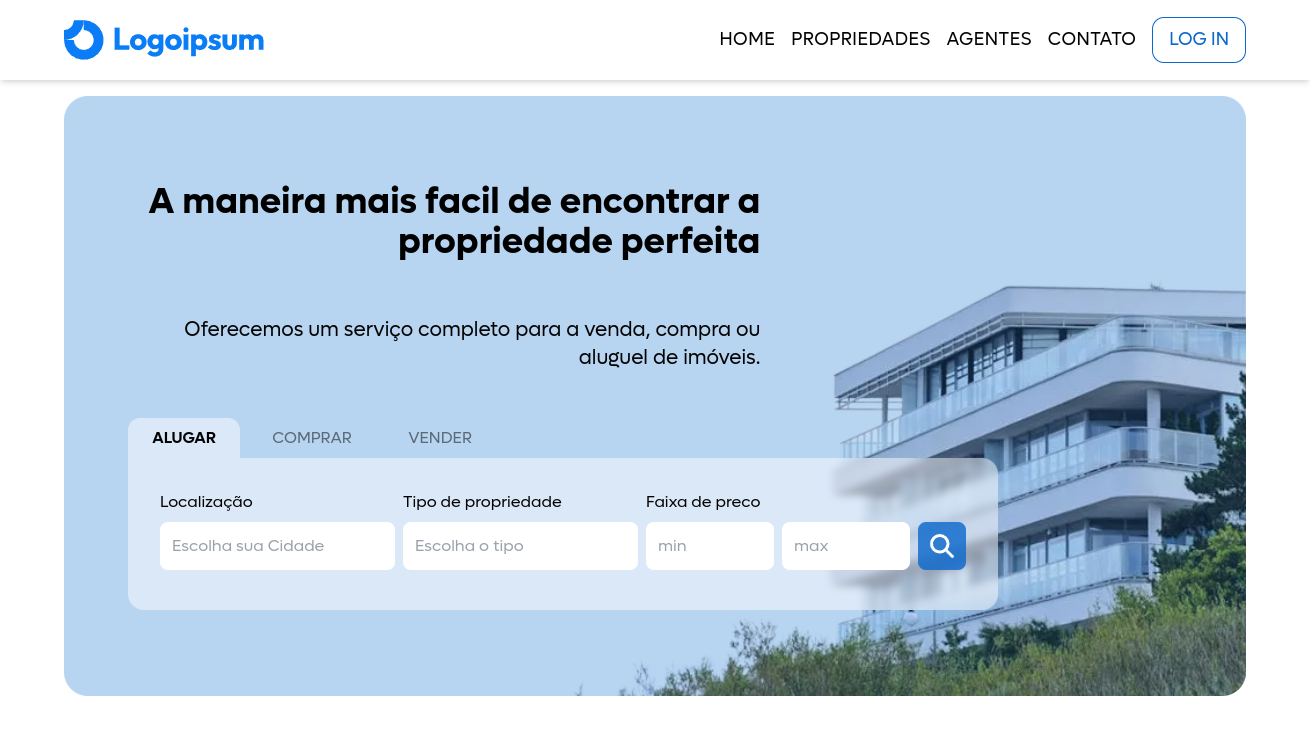 Logoipsum
HOME PROPRIEDADES AGENTES CONTATO LOG IN
A maneira mais facil de encontrar a
propriedade perfeita
Oferecemos um serviço completo para a venda, compra ou
aluguel de imóveis.
ALUGAR COMPRAR VENDER
Localização Tipo de propriedade Faixa de preco
Escolha sua Cidade Escolha o tipo min max